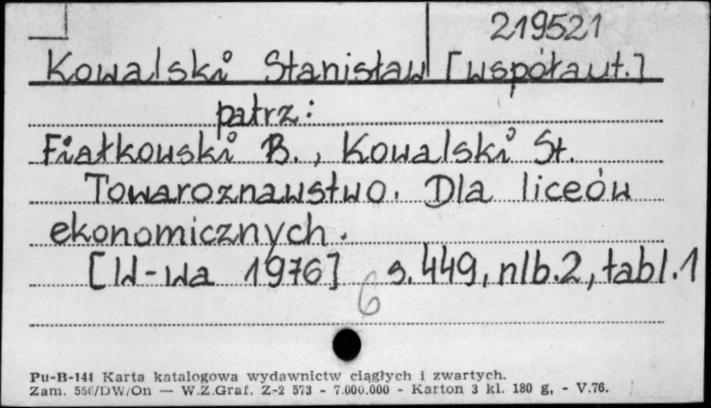 219521
Kowalski Stanisław [współaut.]
patrz:
Fiałkowski B., Kowalski St.
Towaroznawstwo. Dla liceów
ekonomicznych.
[W-wa 1976] s. 449, nlb. 2, tabl. 1
6
Pu-B-141 Karta katalogowa wydawnictw ciągłych i zwartych.
Zam. 556/DW/On — W.Z.Graf. Z-2 573 - 7.000.000 - Karton 3 kl. 180 g, - V.76.